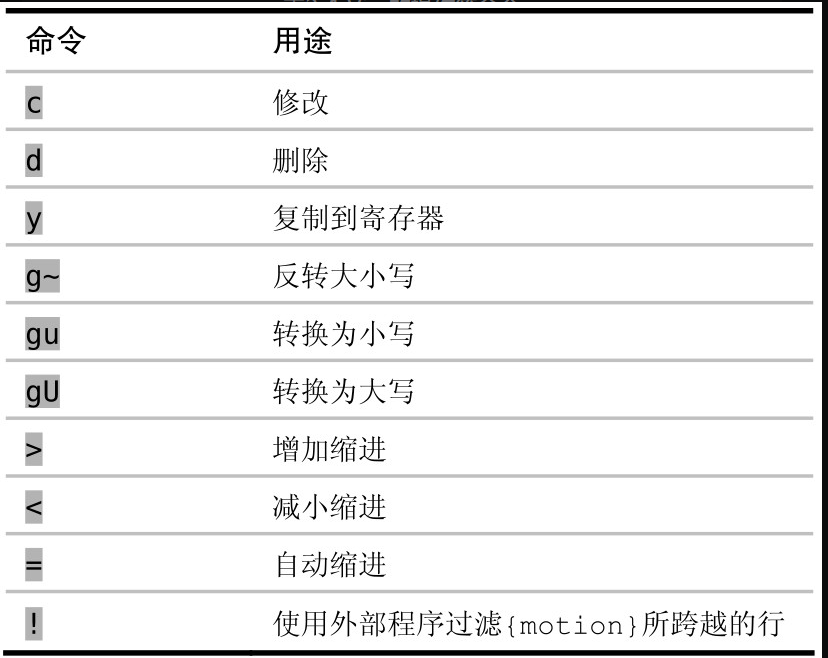 命令 用途
c 修改
d 删除
y 复制到寄存器
g~ 反转大小写
gu 转换为小写
gU 转换为大写
> 增加缩进
< 减小缩进
= 自动缩进
! 使用外部程序过滤{motion}所跨越的行